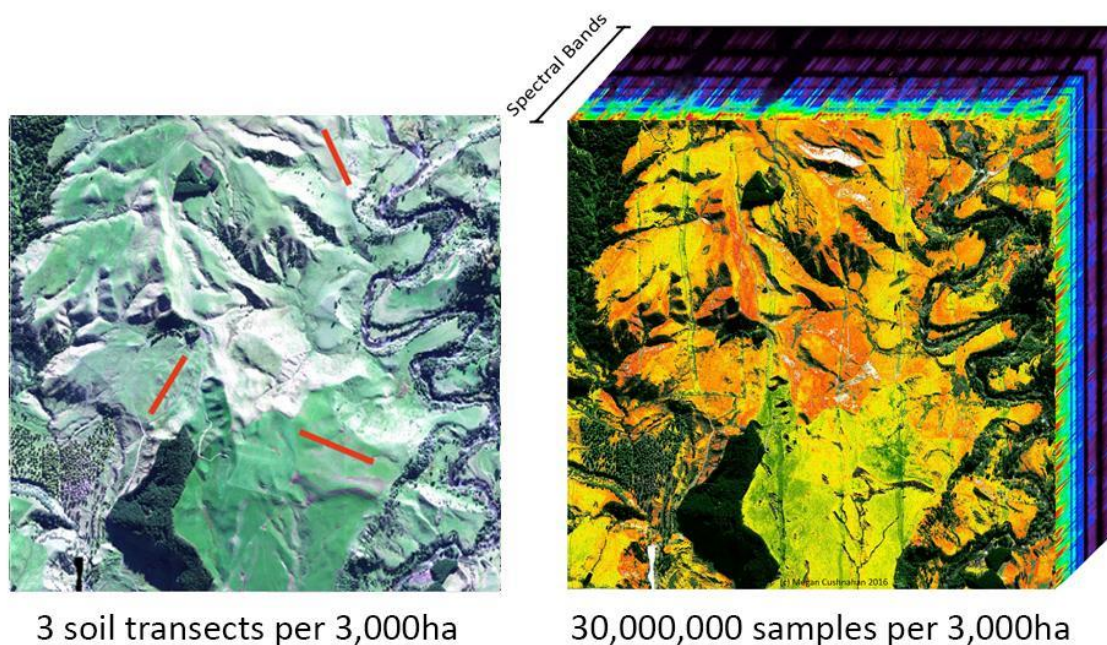 Spectral Bands
(c) Megan Cushnahan 2016
3 soil transects per 3,000ha
30,000,000 samples per 3,000ha